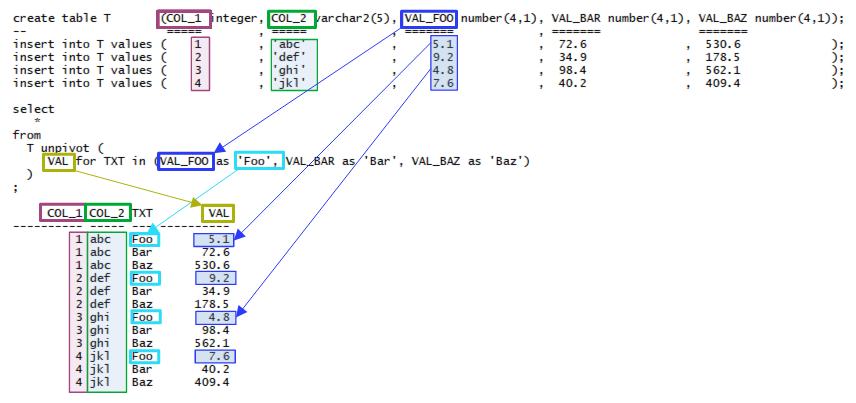 create table T (COL_1 integer, COL_2 varchar2(5), VAL_FOO number(4,1), VAL_BAR number(4,1), VAL_BAZ number(4,1));
-- ===== , ===== , ======= , ======= =======
insert into T values ( 1 , 'abc' , 5.1 , 72.6 , 530.6 );
insert into T values ( 2 , 'def' , 9.2 , 34.9 , 178.5 );
insert into T values ( 3 , 'ghi' , 4.8 , 98.4 , 562.1 );
insert into T values ( 4 , 'jkl' , 7.6 , 40.2 , 409.4 );
select
*
from
T unpivot (
VAL for TXT in (VAL_FOO as 'Foo', VAL_BAR as 'Bar', VAL_BAZ as 'Baz')
)
;
COL_1 COL_2 TXT VAL
---------- ----- --- ----------
1 abc Foo 5.1
1 abc Bar 72.6
1 abc Baz 530.6
2 def Foo 9.2
2 def Bar 34.9
2 def Baz 178.5
3 ghi Foo 4.8
3 ghi Bar 98.4
3 ghi Baz 562.1
4 jkl Foo 7.6
4 jkl Bar 40.2
4 jkl Baz 409.4